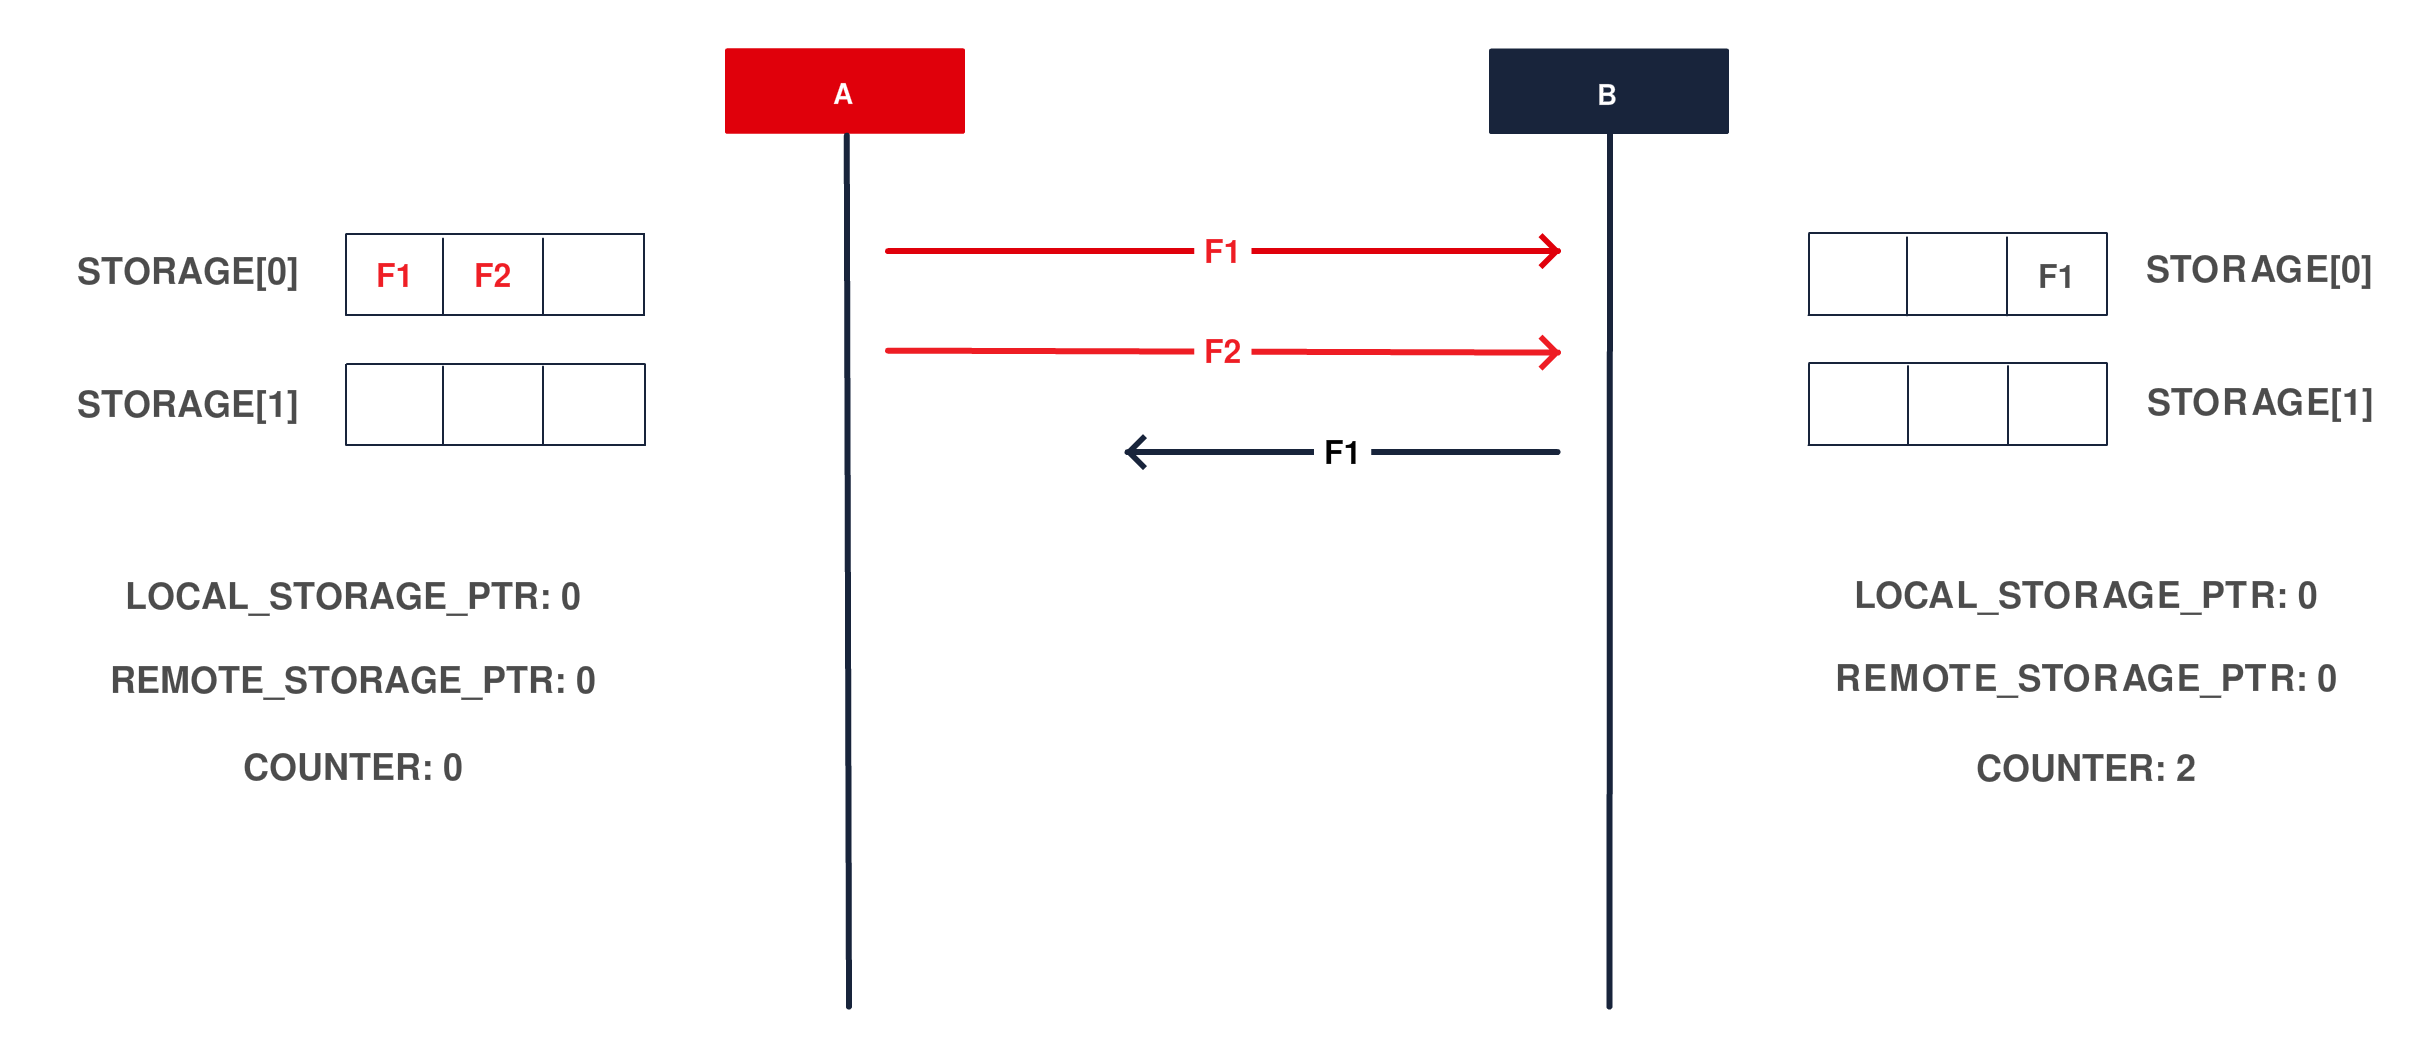 A
B
STORAGE[0]
F1 F2
F1
F1
STORAGE[0]
F2
STORAGE[1]
STORAGE[1]
F1
LOCAL_STORAGE_PTR: 0
LOCAL_STORAGE_PTR: 0
REMOTE_STORAGE_PTR: 0
REMOTE_STORAGE_PTR: 0
COUNTER: 0
COUNTER: 2